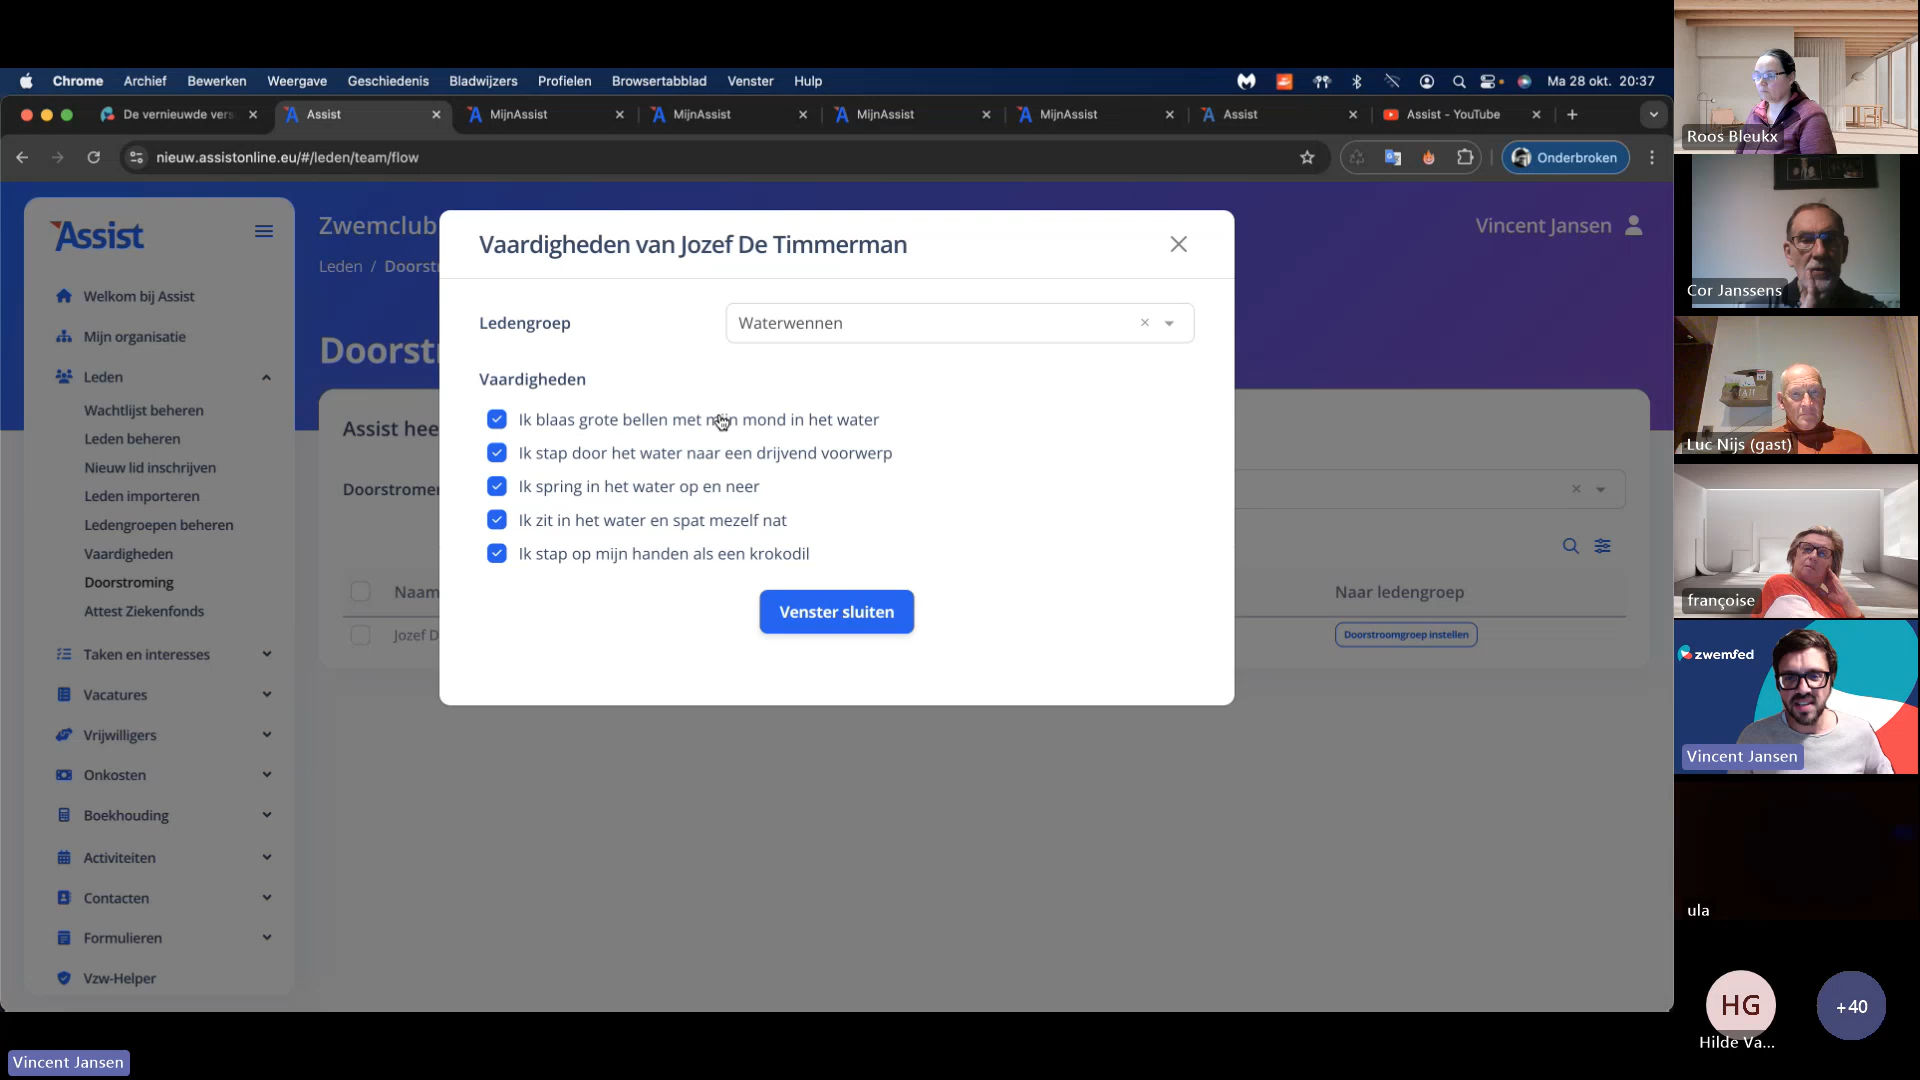 Chrome Archief Bewerken Weergave Geschiedenis Bladwijzers Profielen Browsertabblad Venster Hulp Ma 28 okt. 20:37
De vernieuwde vers Assist MijnAssist MijnAssist MijnAssist MijnAssist Assist Assist - YouTube
nieuw.assistonline.eu/#/leden/team/flow Onderbroken
Assist
Zwemclub
Vincent Jansen
Leden / Doorst
Welkom bij Assist
Mijn organisatie
Leden
Wachtlijst beheren
Leden beheren
Nieuw lid inschrijven
Leden importeren
Ledengroepen beheren
Vaardigheden
Doorstroming
Attest Ziekenfonds
Taken en interesses
Vacatures
Vrijwilligers
Onkosten
Boekhouding
Activiteiten
Contacten
Formulieren
Vzw-Helper
Doorst
Assist hee
Doorstromen
Naam
Naar ledengroep
Jozef D
Doorstroomgroep instellen
Vaardigheden van Jozef De Timmerman
Ledengroep
Waterwennen
Vaardigheden
Ik blaas grote bellen met mijn mond in het water
Ik stap door het water naar een drijvend voorwerp
Ik spring in het water op en neer
Ik zit in het water en spat mezelf nat
Ik stap op mijn handen als een krokodil
Venster sluiten
Roos Bleukx
Cor Janssens
Luc Nijs (gast)
françoise
zwemfed
Vincent Jansen
ula
HG
Hilde Va...
+40
Vincent Jansen